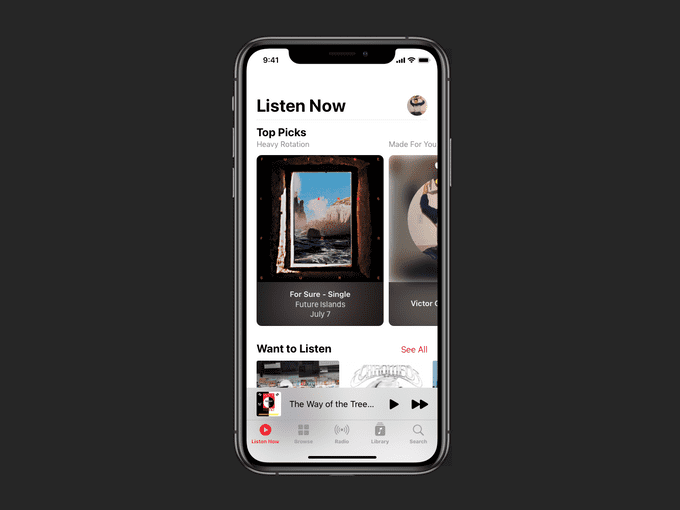 9:41
Listen Now
Top Picks
Heavy Rotation
Made For You
For Sure - Single
Future Islands
July 7
Victor
Want to Listen
See All
The Way of the Tree...
Listen Now
Browse
Radio
Library
Search